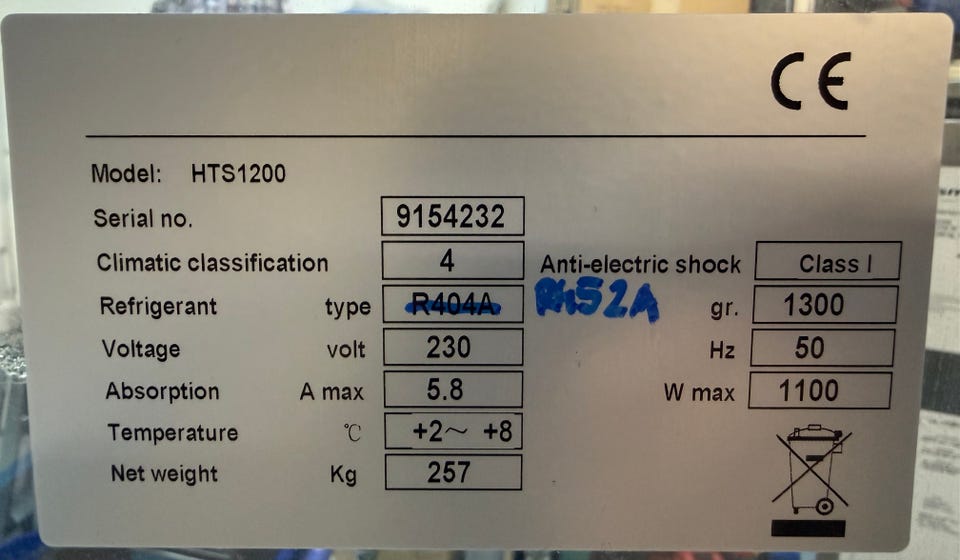 CE
Model: HTS1200
Serial no. 9154232
Climatic classification 4 Anti-electric shock Class I
Refrigerant type R404A R452A gr. 1300
Voltage volt 230 Hz 50
Absorption A max 5.8 W max 1100
Temperature ℃ +2～ +8
Net weight Kg 257